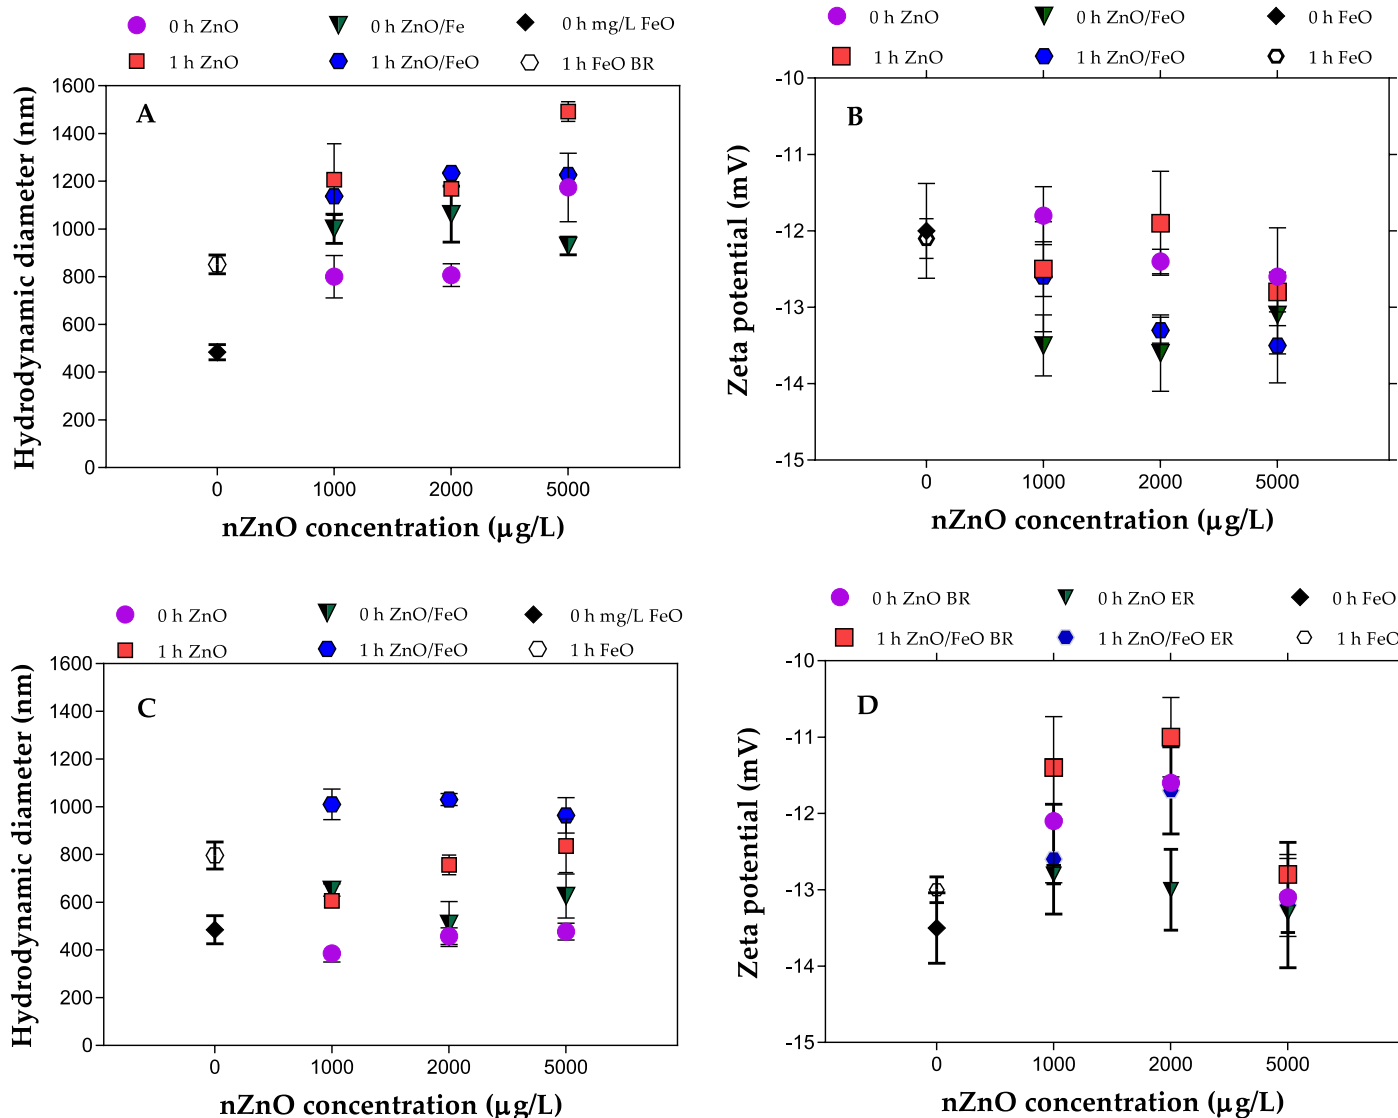 0 h ZnO
0 h ZnO/Fe
0 h mg/L FeO
1 h ZnO
1 h ZnO/FeO
1 h FeO BR
A
Hydrodynamic diameter (nm)
1600
1400
1200
1000
800
600
400
200
0
0 1000 2000 5000
nZnO concentration (µg/L)
0 h ZnO
0 h ZnO/FeO
0 h FeO
1 h ZnO
1 h ZnO/FeO
1 h FeO
B
Zeta potential (mV)
-10
-11
-12
-13
-14
-15
0 1000 2000 5000
nZnO concentration (µg/L)
0 h ZnO
0 h ZnO/FeO
0 h mg/L FeO
1 h ZnO
1 h ZnO/FeO
1 h FeO
C
Hydrodynamic diameter (nm)
1600
1400
1200
1000
800
600
400
200
0
0 1000 2000 5000
nZnO concentration (µg/L)
0 h ZnO BR
0 h ZnO ER
0 h FeO
1 h ZnO/FeO BR
1 h ZnO/FeO ER
1 h FeO
D
Zeta potential (mV)
-10
-11
-12
-13
-14
-15
0 1000 2000 5000
nZnO concentration (µg/L)